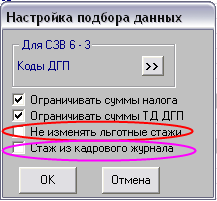 Настройка подбора данных
Для СЗВ 6 - 3
Коды ДГП >>
Ограничивать суммы налога
Ограничивать суммы ТД ДГП
Не изменять льготные стажи
Стаж из кадрового журнала
OK Отмена